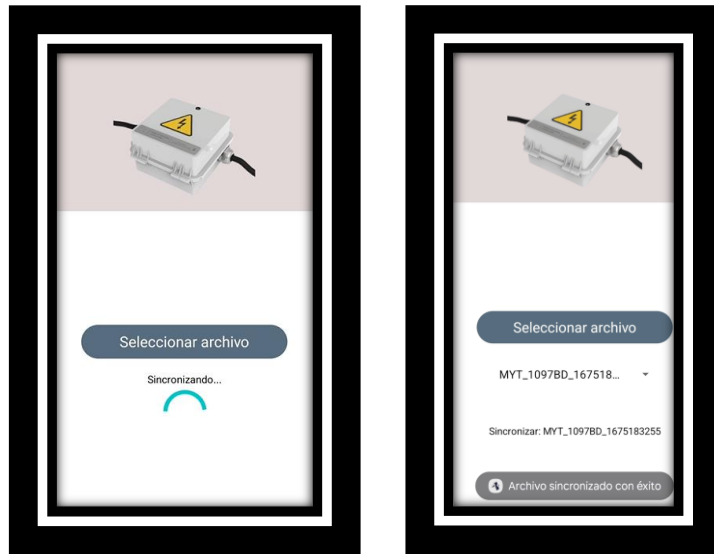 Seleccionar archivo
Sincronizando...
Seleccionar archivo
MYT_1097BD_167518...
Sincronizar: MYT_1097BD_1675183255
Archivo sincronizado con éxito